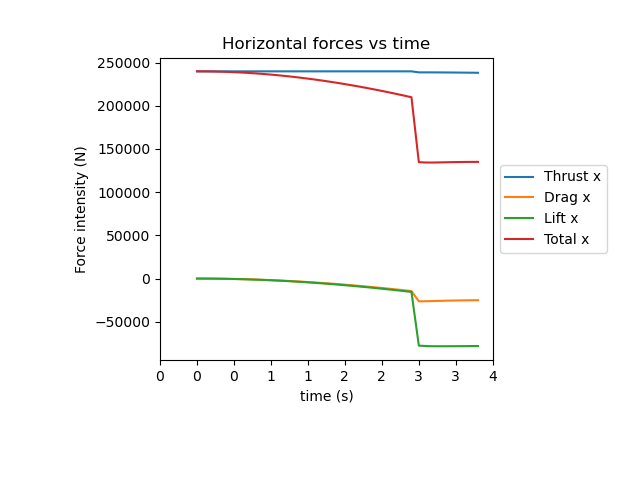 Horizontal forces vs time
250000
200000
150000
100000
50000
0
−50000
Force intensity (N)
0 0 0 1 1 2 2 3 3 4
time (s)
Thrust x
Drag x
Lift x
Total x